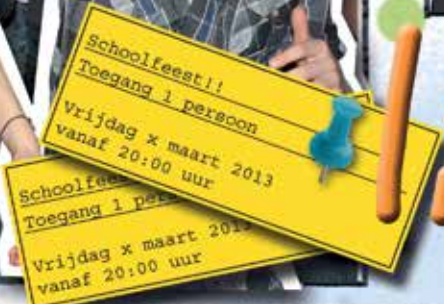 Schoolfeest!!
Toegang 1 persoon
Vrijdag x maart 2013
vanaf 20:00 uur
Schoolfee
Toegang 1 pers
Vrijdag x maart 2013
vanaf 20:00 uur